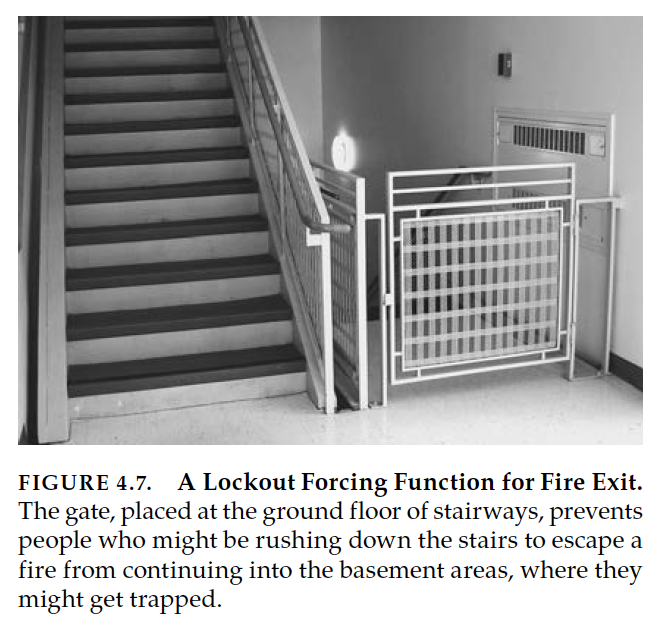 FIGURE 4.7. A Lockout Forcing Function for Fire Exit.
The gate, placed at the ground floor of stairways, prevents
people who might be rushing down the stairs to escape a
fire from continuing into the basement areas, where they
might get trapped.